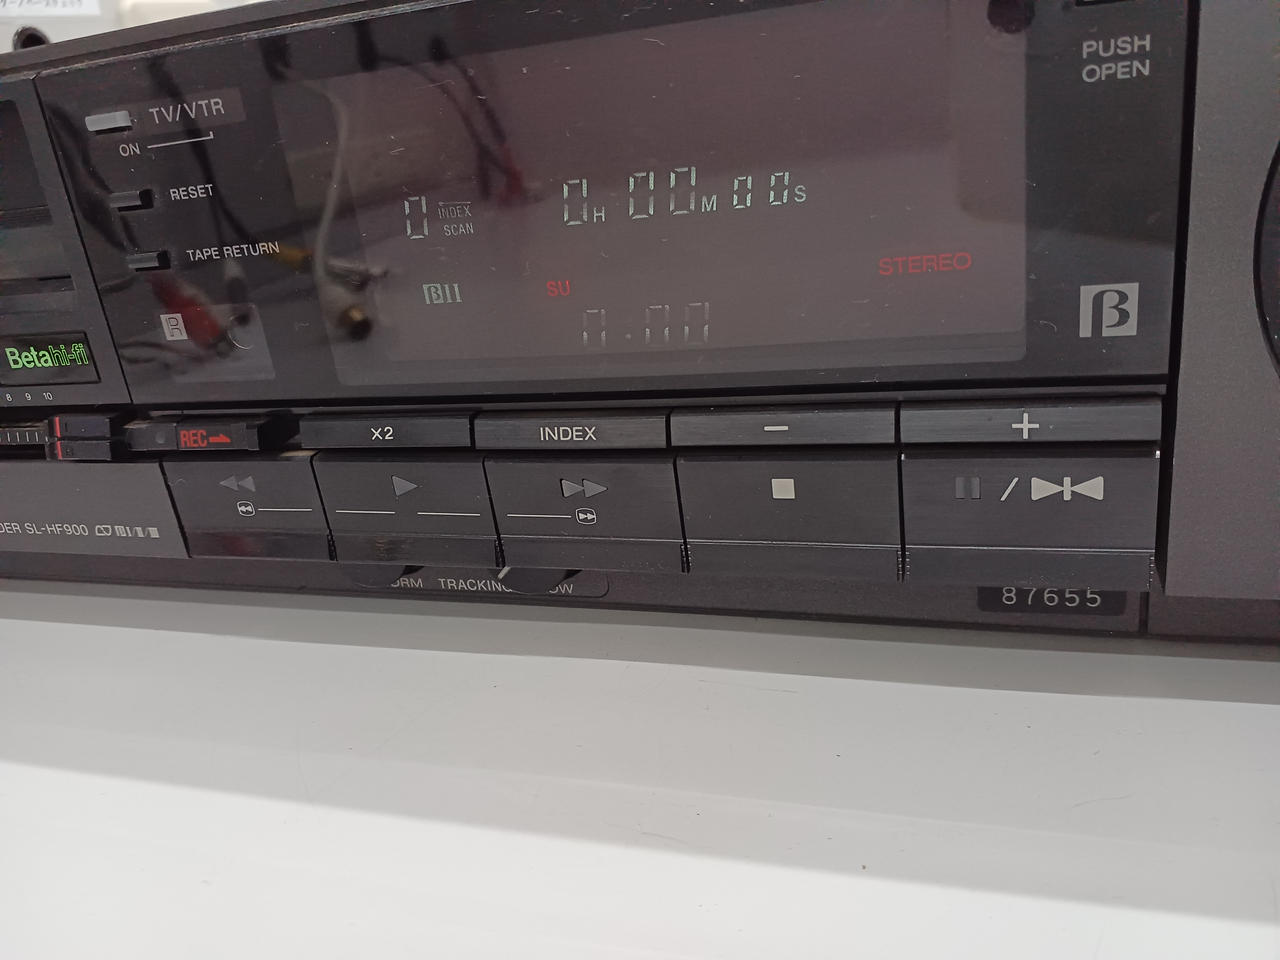 PUSH
OPEN
TV/VTR
ON
RESET
TAPE RETURN
0 INDEX
SCAN
0H 00M 00S
BII
SU
STEREO
0:00
R
β
Betahi-fi
8 9 10
REC
X2
INDEX
SL-HF900
TRACKING
87655